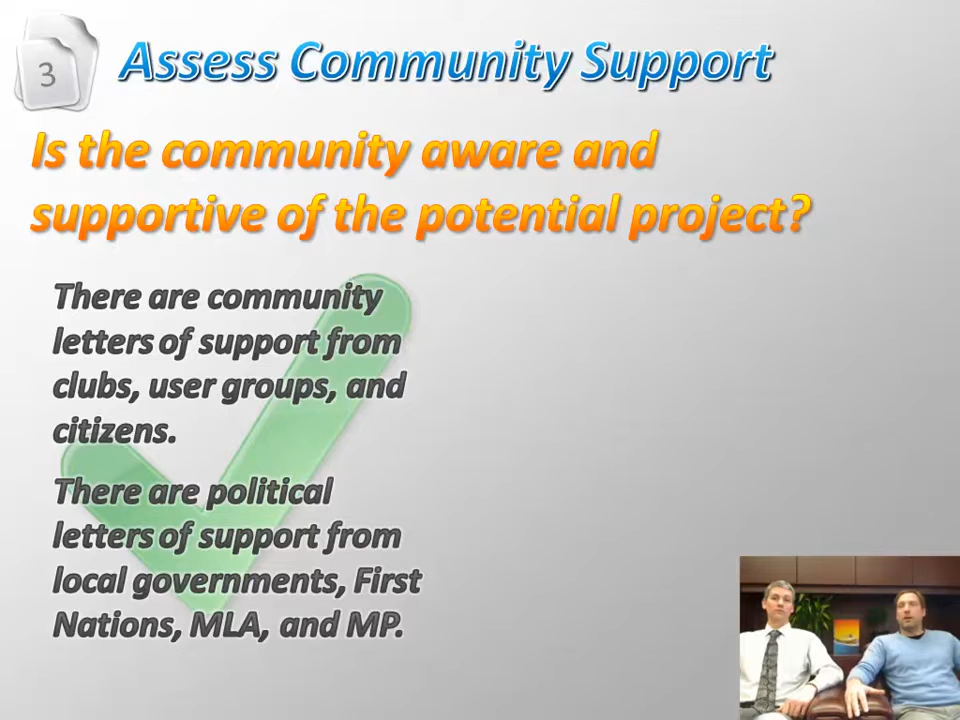 3
Assess Community Support
Is the community aware and
supportive of the potential project?
There are community
letters of support from
clubs, user groups, and
citizens.
There are political
letters of support from
local governments, First
Nations, MLA, and MP.